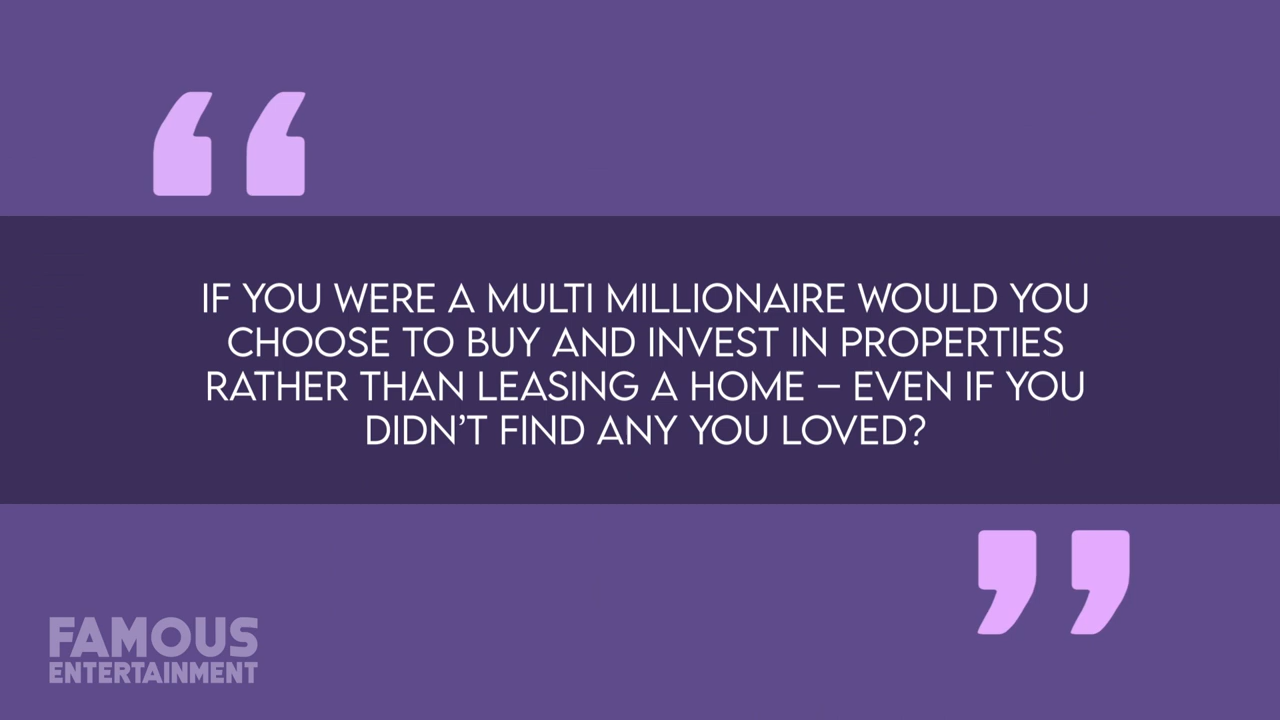 “
IF YOU WERE A MULTI MILLIONAIRE WOULD YOU
CHOOSE TO BUY AND INVEST IN PROPERTIES
RATHER THAN LEASING A HOME – EVEN IF YOU
DIDN’T FIND ANY YOU LOVED?
”
FAMOUS
ENTERTAINMENT